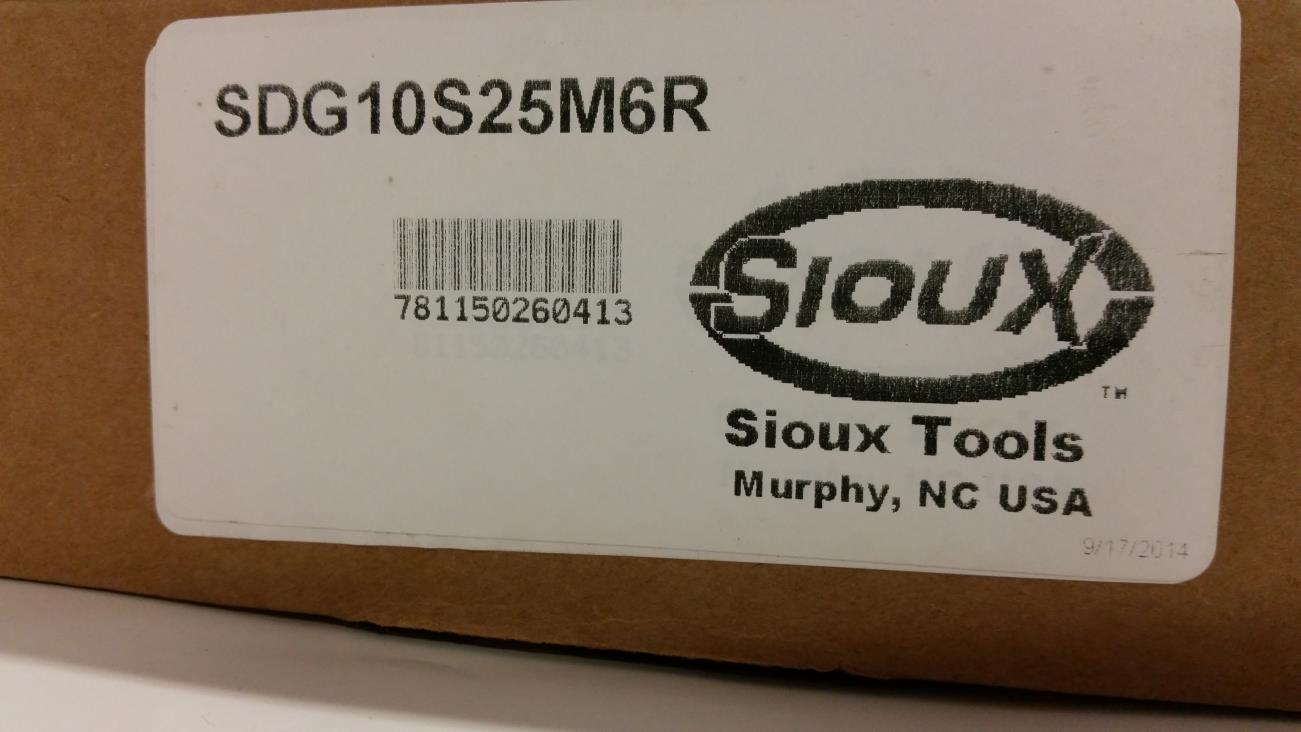 SDG10S25M6R
781150260413
SIOUX
TM
Sioux Tools
Murphy, NC USA
9/17/2014